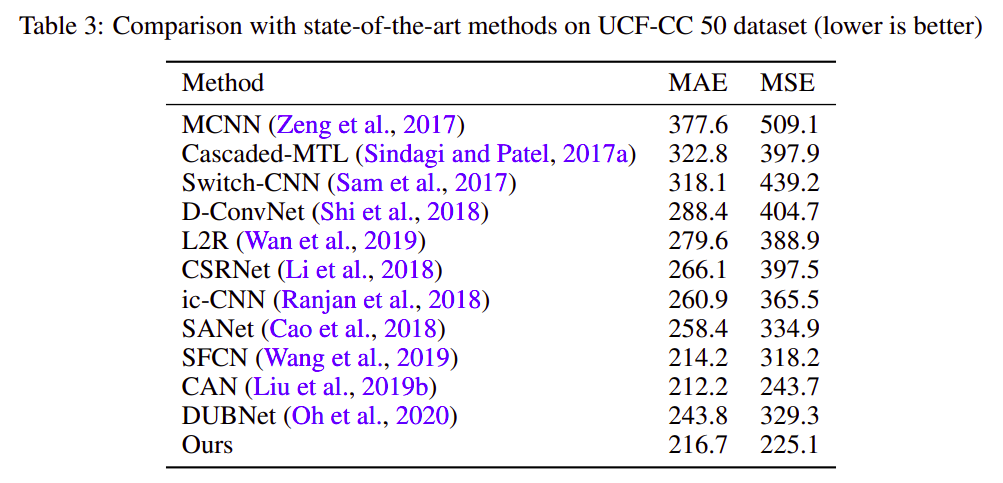 Table 3: Comparison with state-of-the-art methods on UCF-CC 50 dataset (lower is better)
Method MAE MSE
MCNN (Zeng et al., 2017) 377.6 509.1
Cascaded-MTL (Sindagi and Patel, 2017a) 322.8 397.9
Switch-CNN (Sam et al., 2017) 318.1 439.2
D-ConvNet (Shi et al., 2018) 288.4 404.7
L2R (Wan et al., 2019) 279.6 388.9
CSRNet (Li et al., 2018) 266.1 397.5
ic-CNN (Ranjan et al., 2018) 260.9 365.5
SANet (Cao et al., 2018) 258.4 334.9
SFCN (Wang et al., 2019) 214.2 318.2
CAN (Liu et al., 2019b) 212.2 243.7
DUBNet (Oh et al., 2020) 243.8 329.3
Ours 216.7 225.1